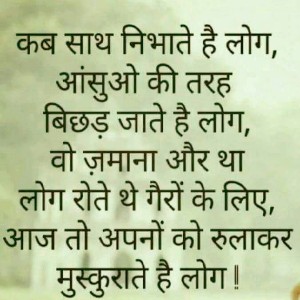 कब साथ निभाते है लोग,
आंसुओ की तरह
बिछड़ जाते है लोग,
वो ज़माना और था
लोग रोते थे गैरों के लिए,
आज तो अपनों को रुलाकर
मुस्कुराते है लोग !